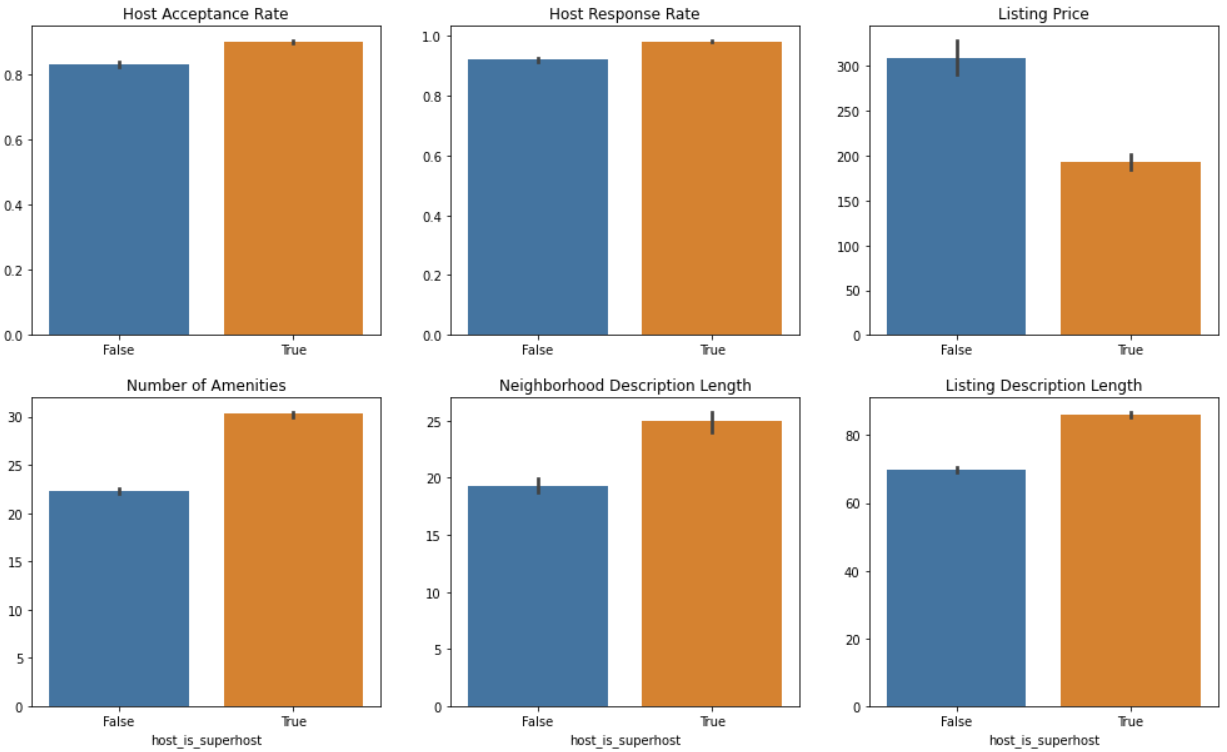 Host Acceptance Rate
0.8
0.6
0.4
0.2
0.0
False True
Host Response Rate
1.0
0.8
0.6
0.4
0.2
0.0
False True
Listing Price
300
250
200
150
100
50
0
False True
Number of Amenities
30
25
20
15
10
5
0
False True
host_is_superhost
Neighborhood Description Length
25
20
15
10
5
0
False True
host_is_superhost
Listing Description Length
80
60
40
20
0
False True
host_is_superhost